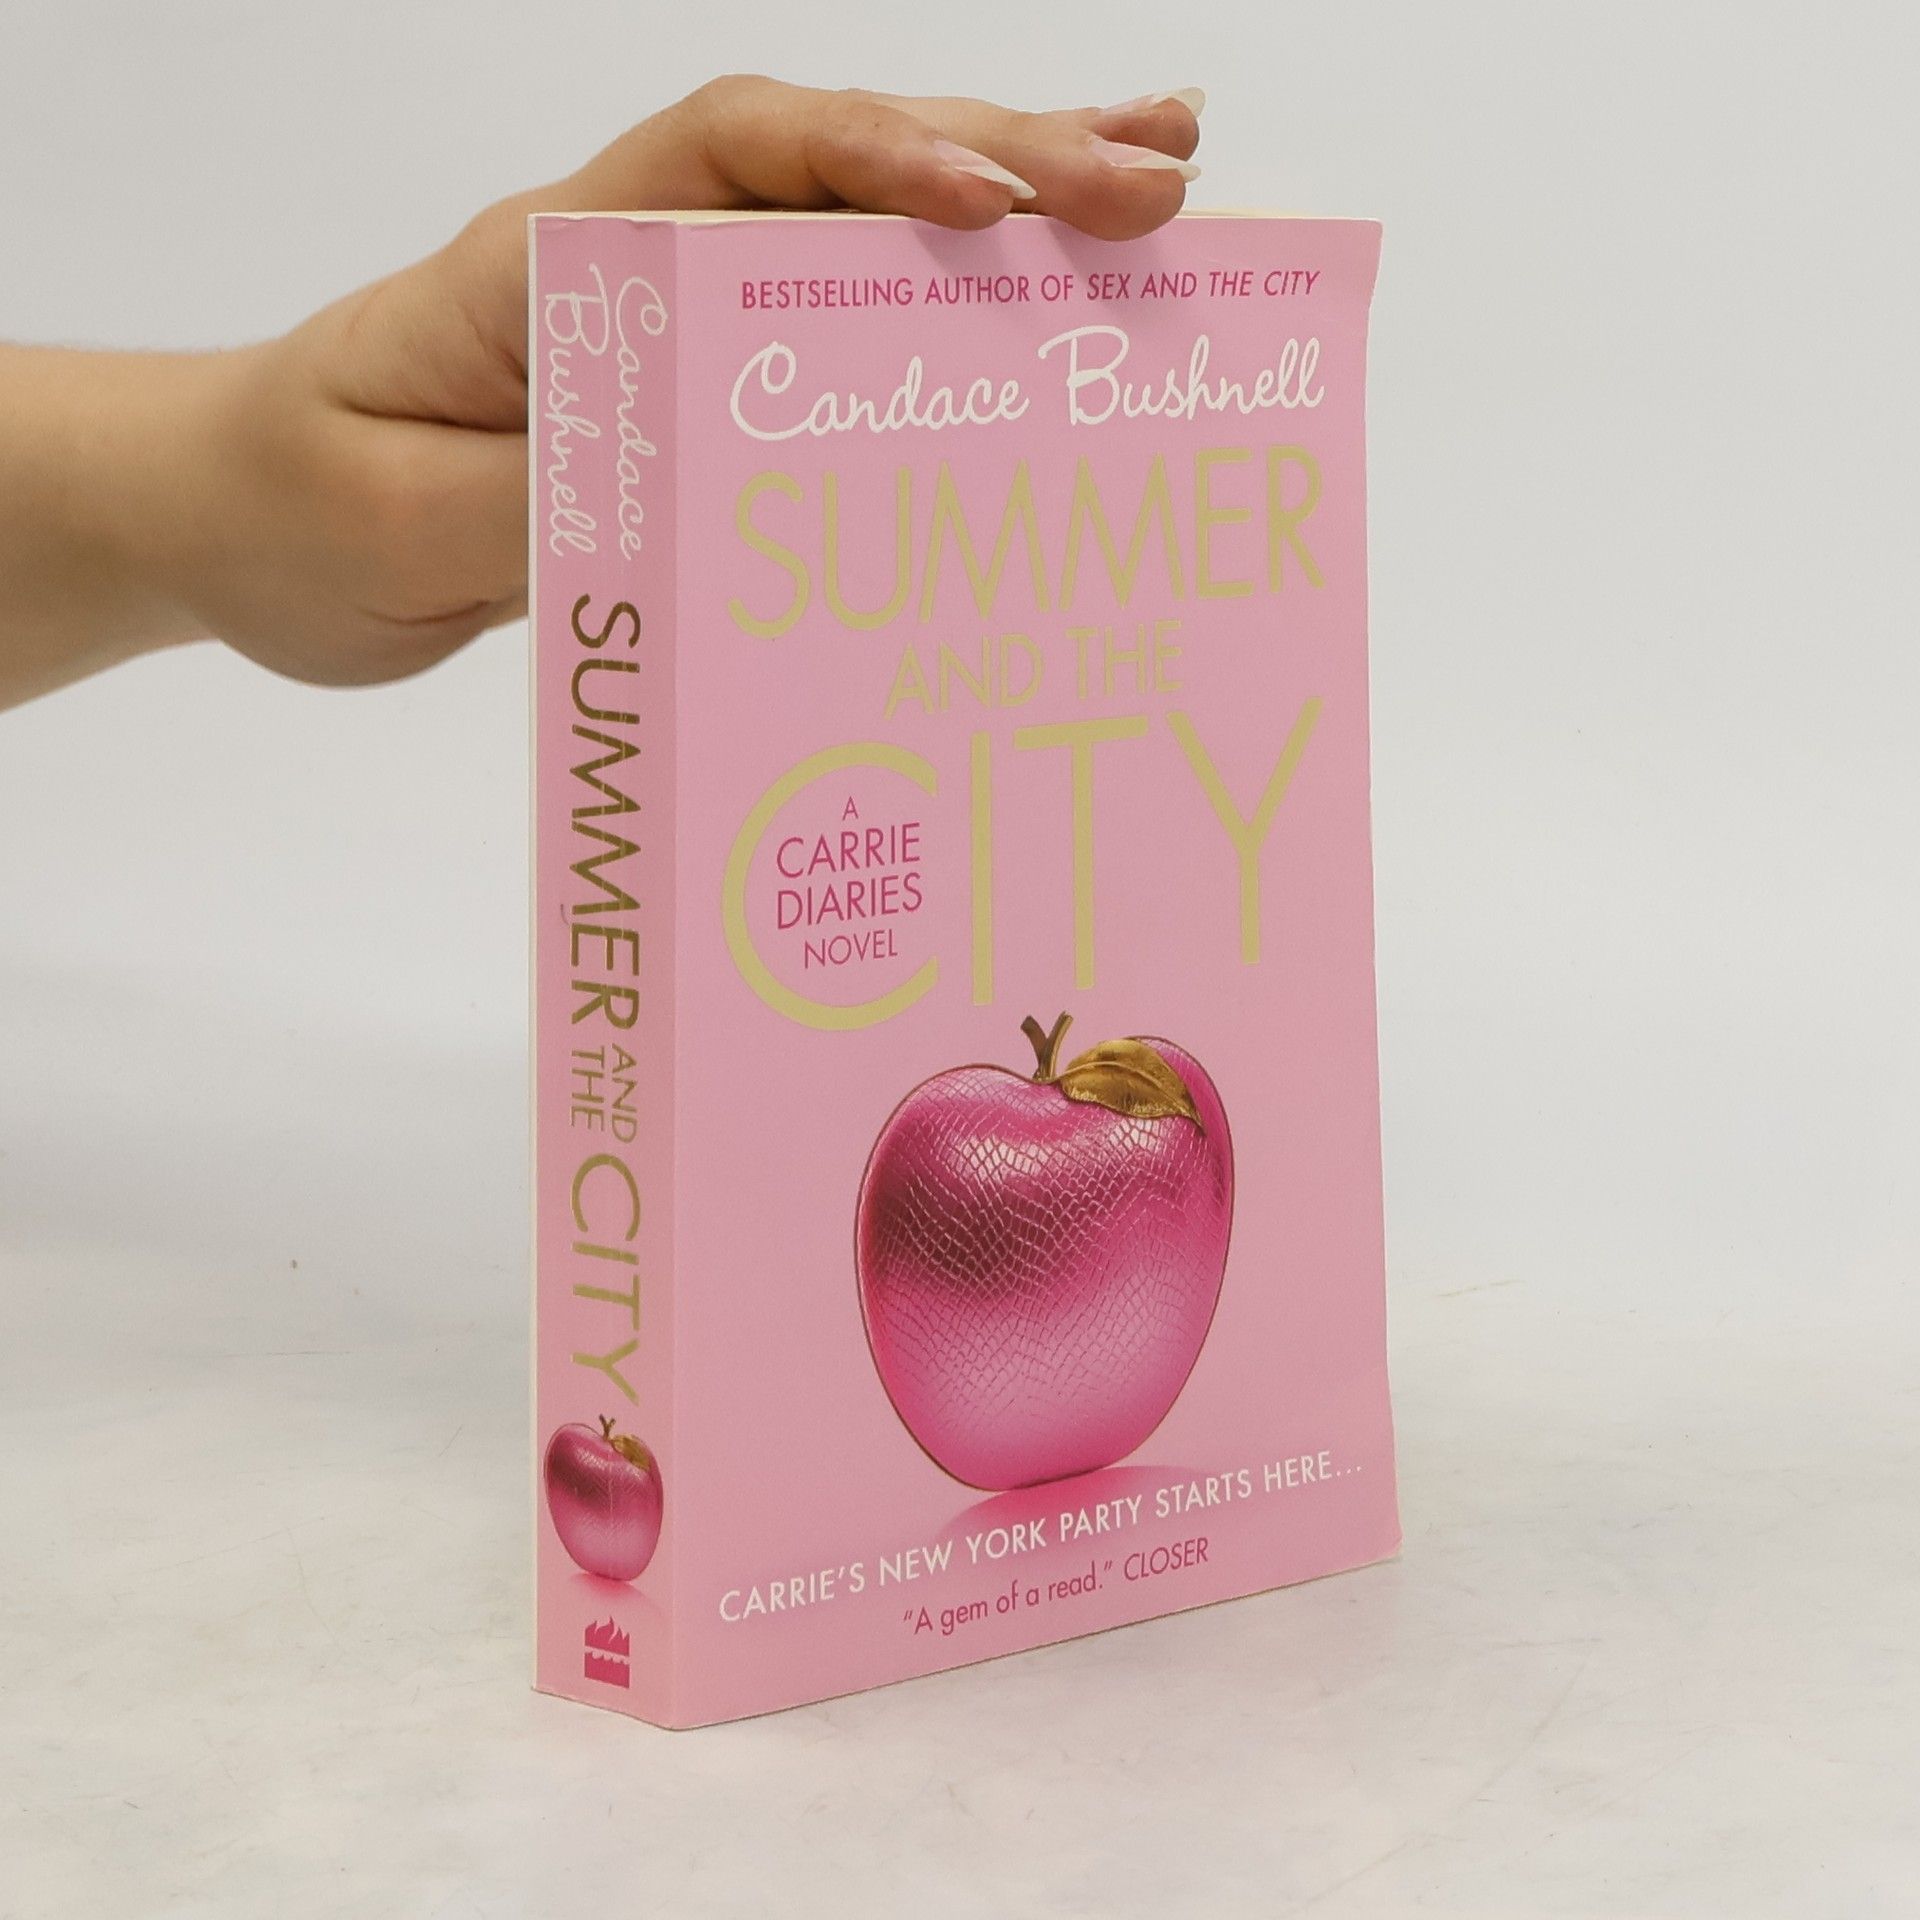 Candace
Bushnell
SUMMER
AND
THE
CITY
BESTSELLING AUTHOR OF SEX AND THE CITY
Candace Bushnell
SUMMER
AND THE
CITY
A
CARRIE
DIARIES
NOVEL
CARRIE'S NEW YORK PARTY STARTS HERE...
“A gem of a read.” CLOSER